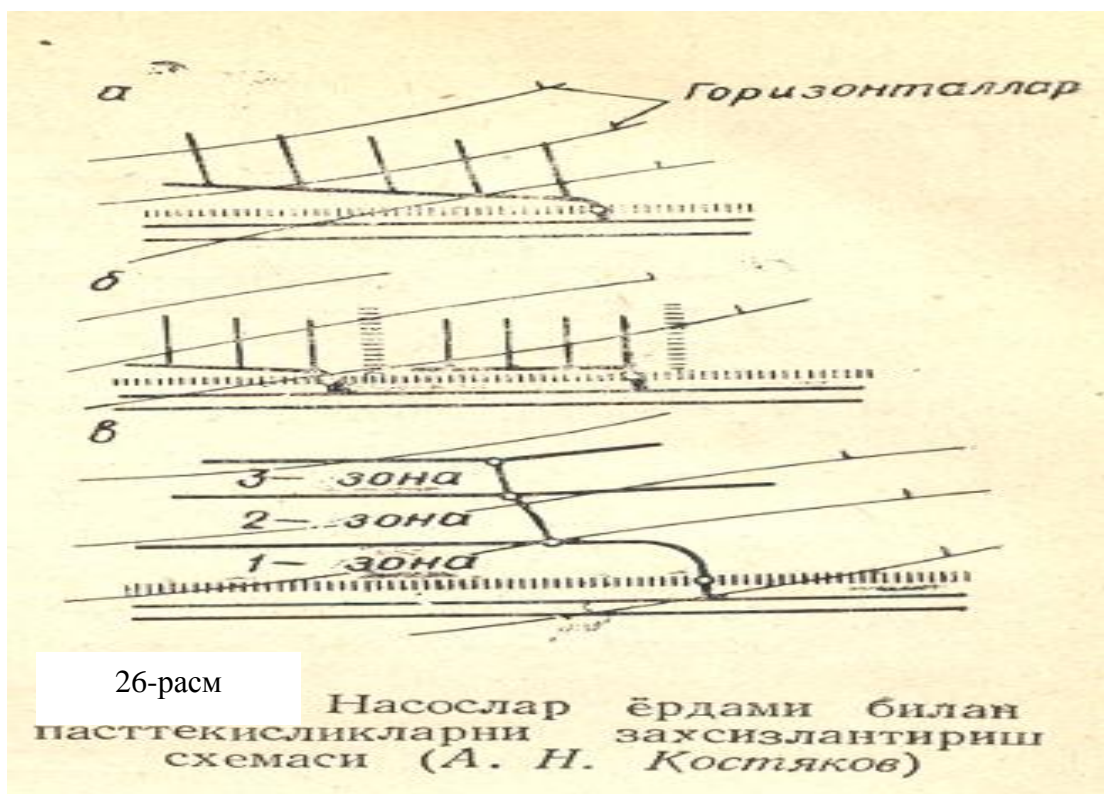 а
Горизонталлар
б
в
3– зона
2– зона
1– зона
26-расм
Насослар ёрдами билан
пасттекисликларни захсизлантириш
схемаси (А. Н. Костяков)